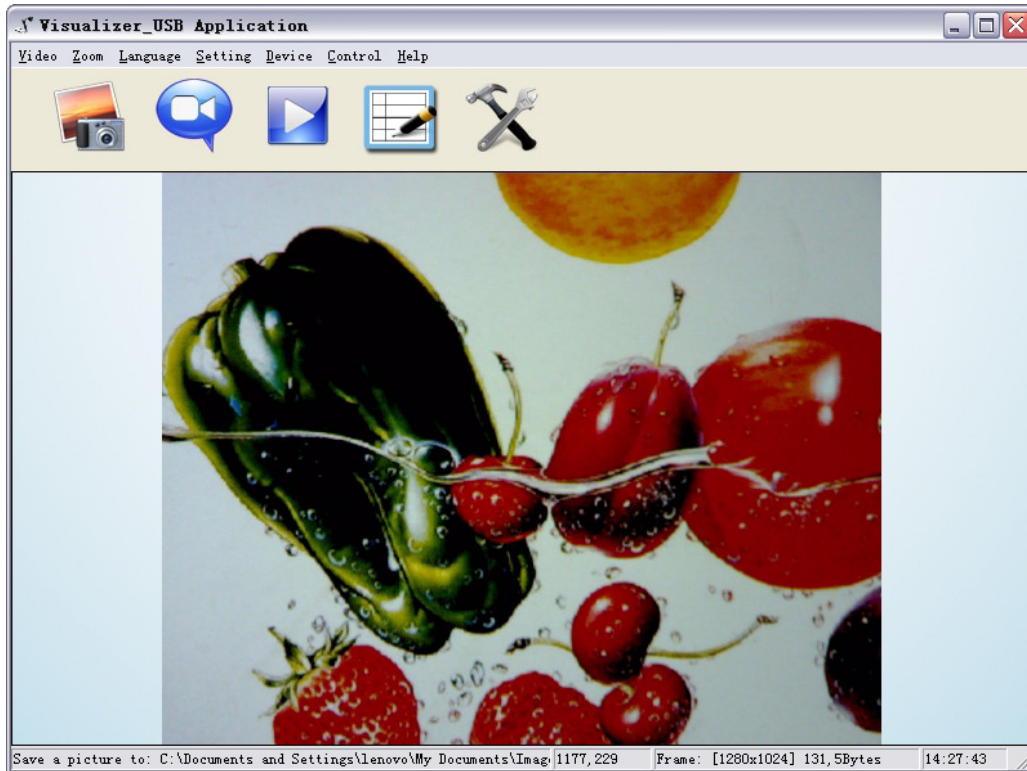 Visualizer_USB Application
Video Zoom Language Setting Device Control Help
Save a picture to: C:\Documents and Settings\lenovo\My Documents\Imag 1177,229 Frame: [1280x1024] 131,5Bytes 14:27:43